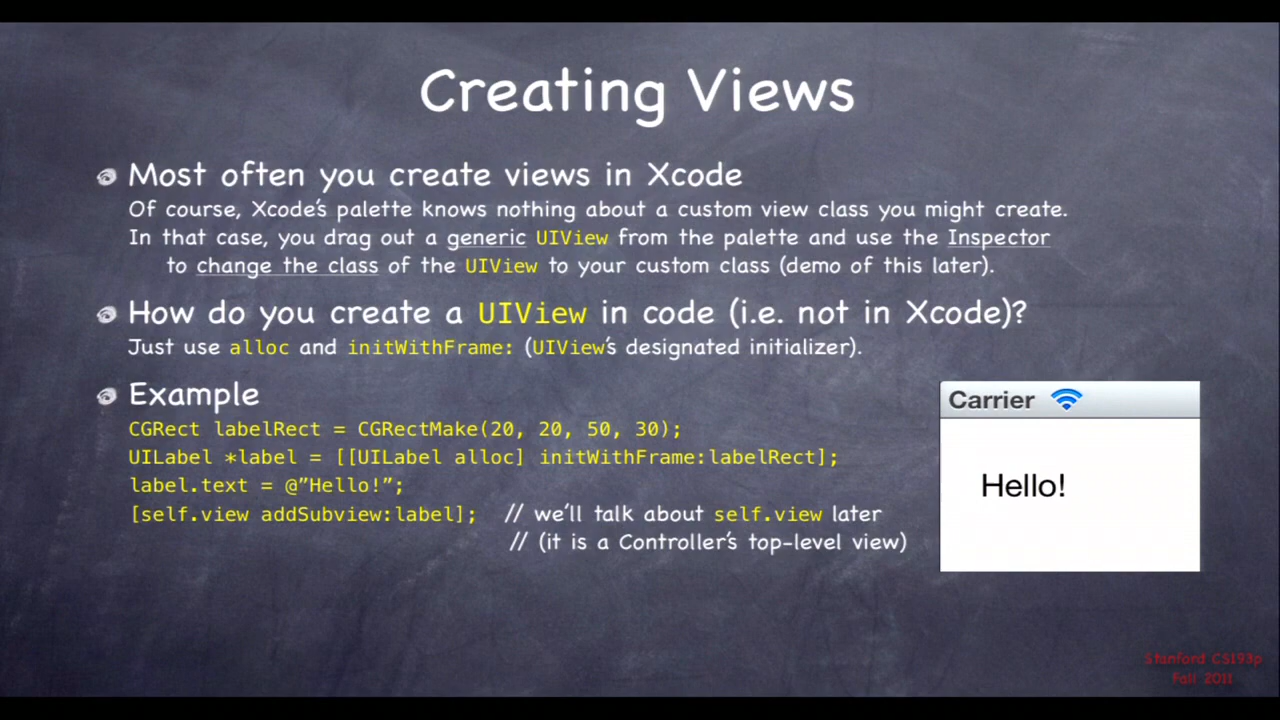 Creating Views
Most often you create views in Xcode
Of course, Xcode's palette knows nothing about a custom view class you might create.
In that case, you drag out a generic UIView from the palette and use the Inspector
to change the class of the UIView to your custom class (demo of this later).
How do you create a UIView in code (i.e. not in Xcode)?
Just use alloc and initWithFrame: (UIView's designated initializer).
Example
CGRect labelRect = CGRectMake(20, 20, 50, 30);
UILabel *label = [[UILabel alloc] initWithFrame:labelRect];
label.text = @”Hello!”;
[self.view addSubview:label]; // we'll talk about self.view later
// (it is a Controller's top-level view)
Carrier
Hello!
Stanford CS193p
Fall 2011